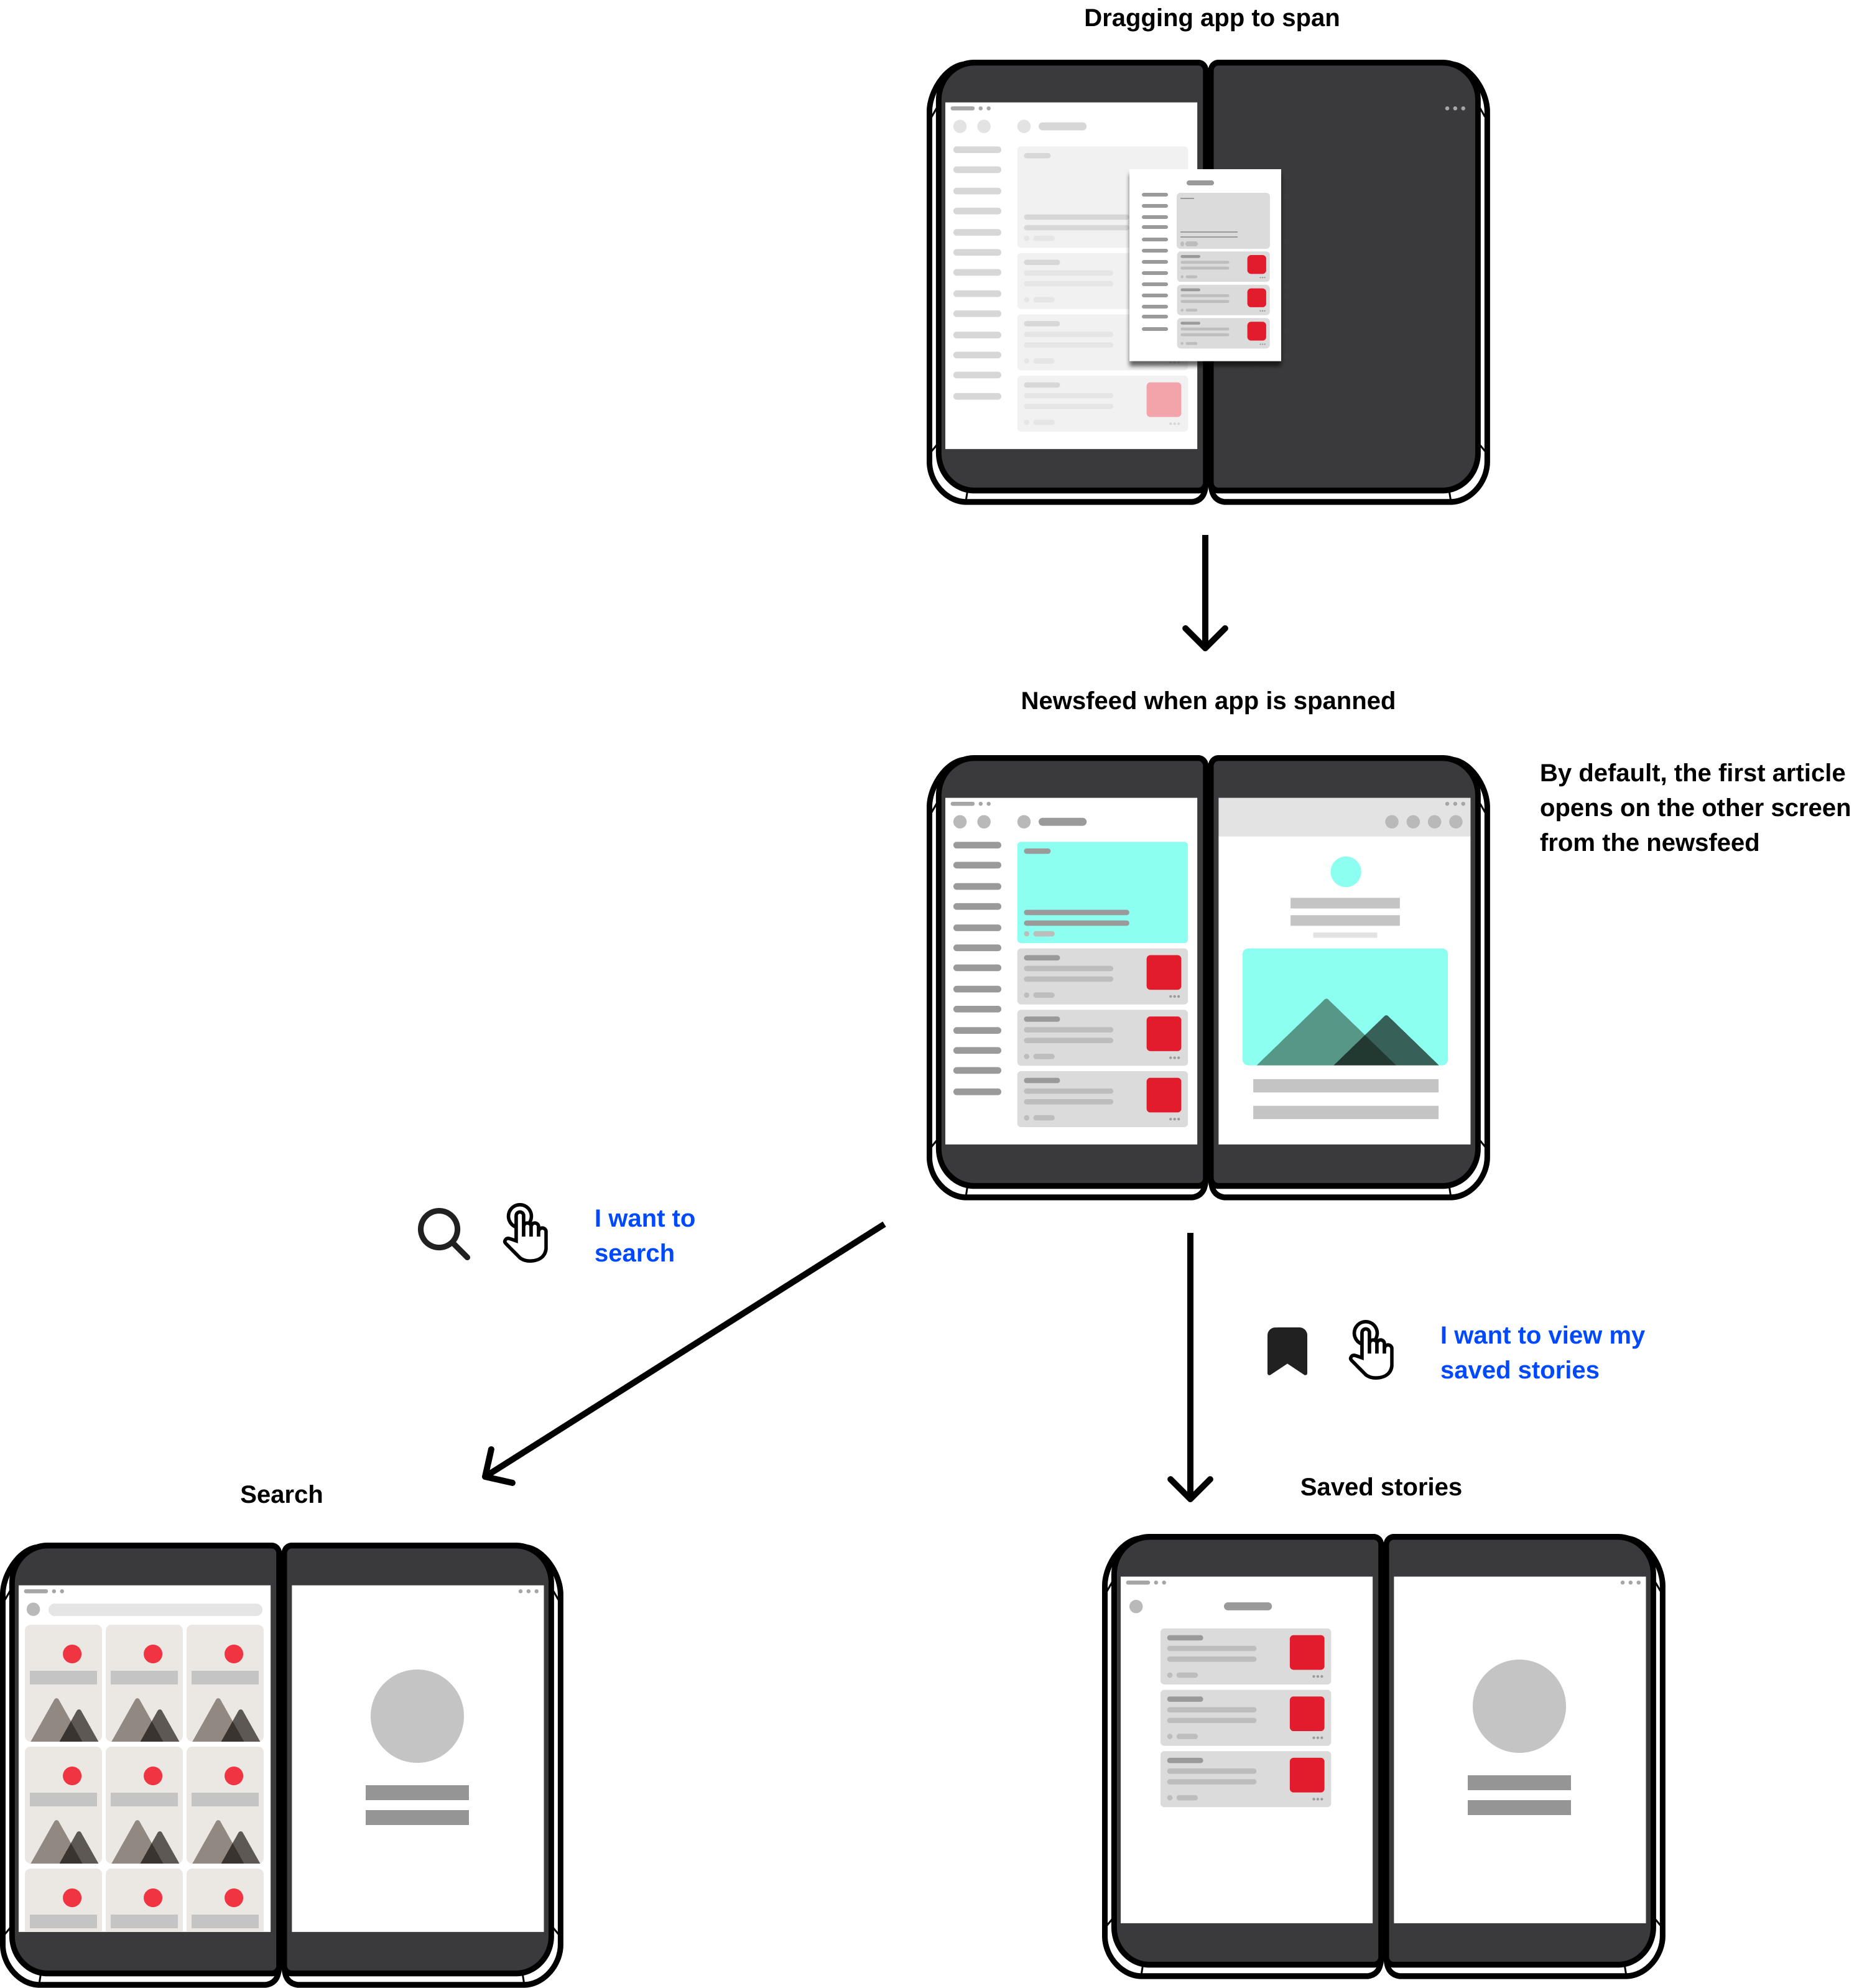 Dragging app to span
Newsfeed when app is spanned
By default, the first article
opens on the other screen
from the newsfeed
I want to
search
I want to view my
saved stories
Saved stories
Search